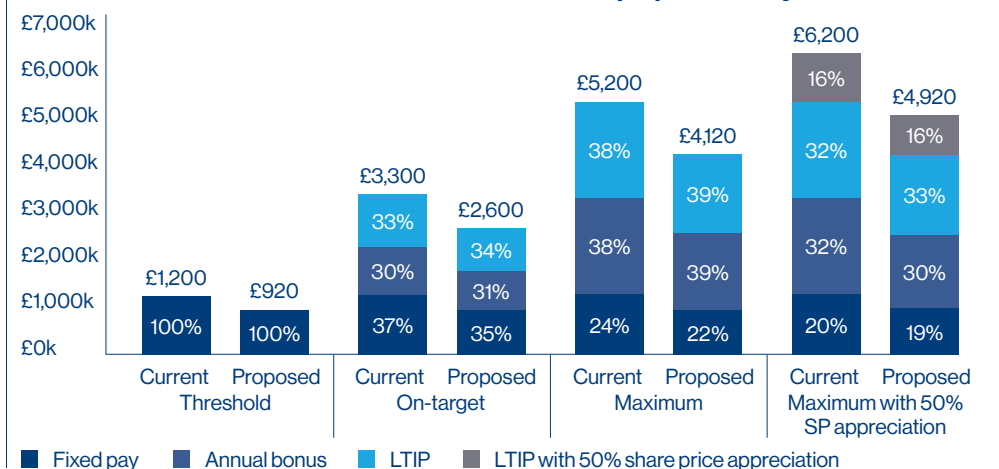 £7,000k
£6,000k
£5,000k
£4,000k
£3,000k
£2,000k
£1,000k
£0k
£1,200
100%
£920
100%
£3,300
33%
30%
37%
£2,600
34%
31%
35%
£5,200
38%
38%
24%
£4,120
39%
39%
22%
£6,200
16%
32%
32%
20%
£4,920
16%
33%
30%
19%
Current Proposed
Threshold
Current Proposed
On-target
Current Proposed
Maximum
Current Proposed
Maximum with 50%
SP appreciation
Fixed pay Annual bonus LTIP LTIP with 50% share price appreciation